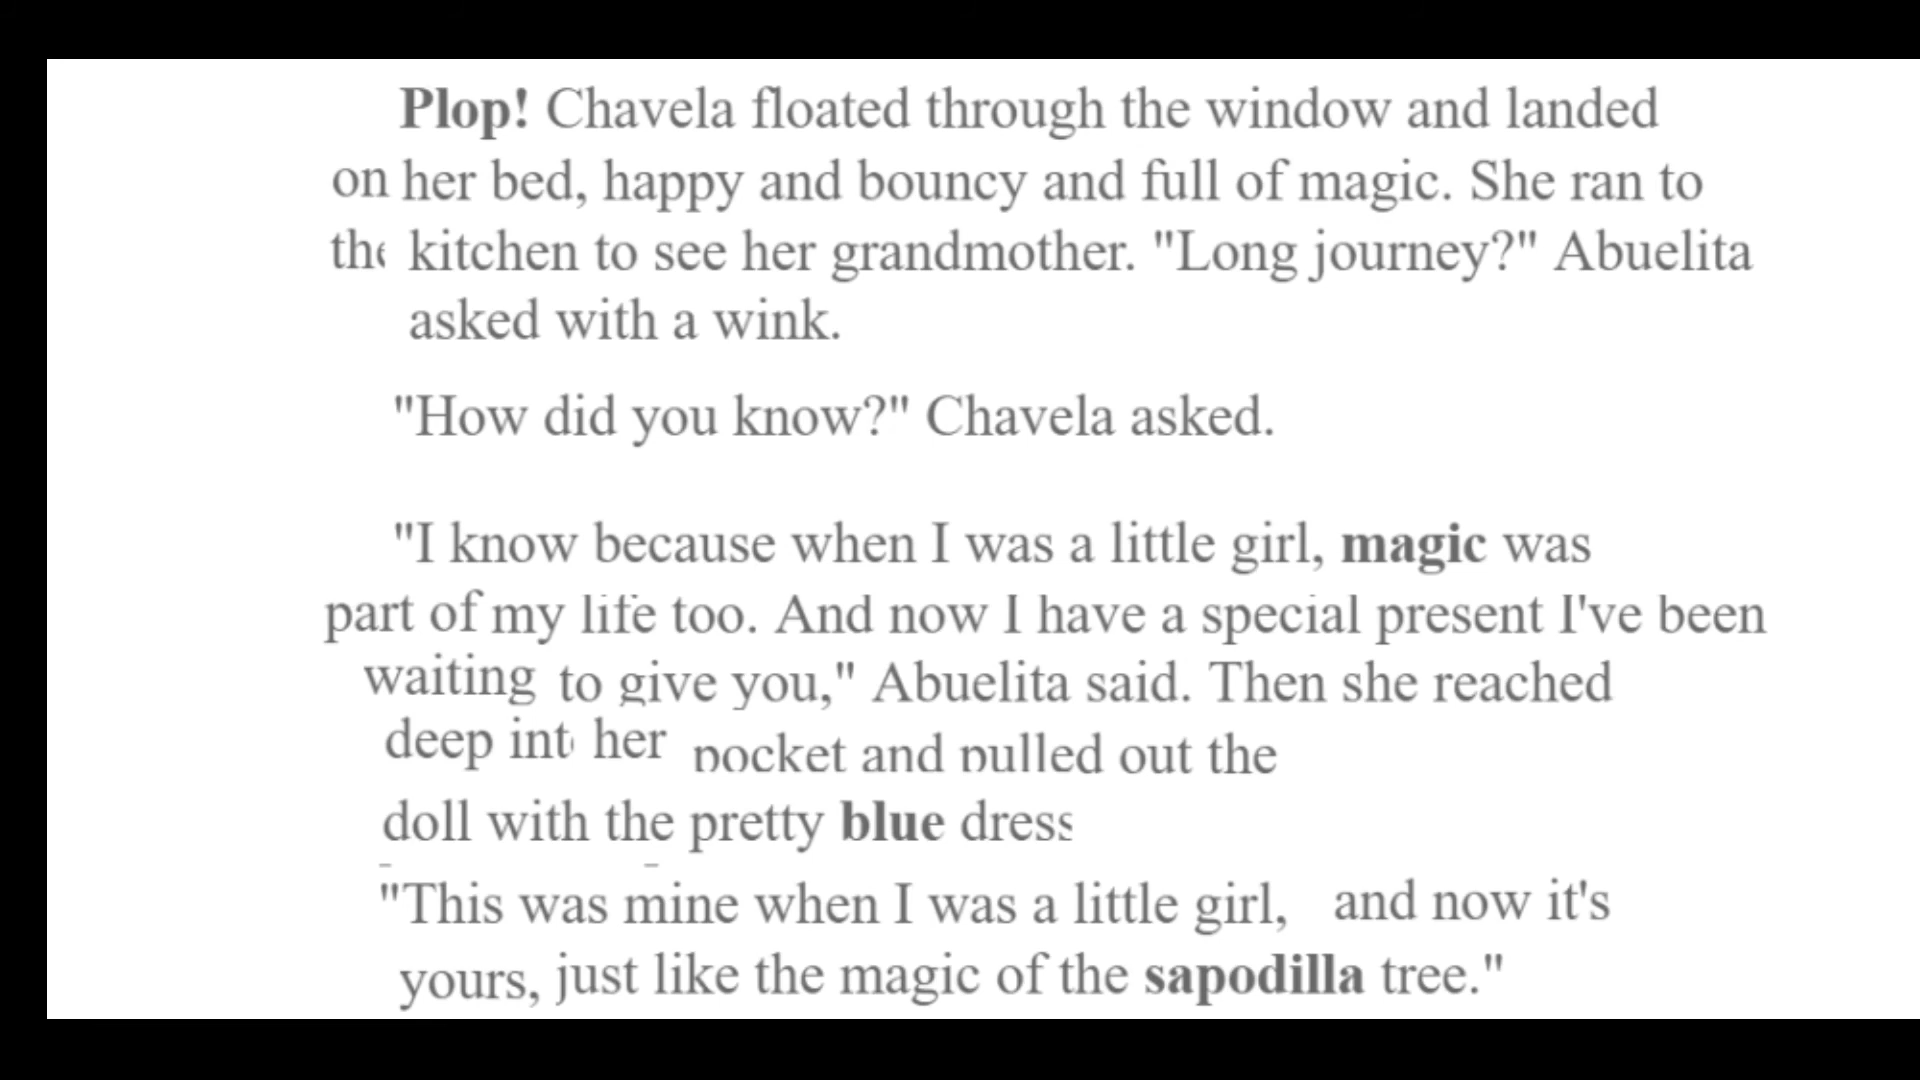 Plop! Chavela floated through the window and landed
on her bed, happy and bouncy and full of magic. She ran to
the kitchen to see her grandmother. "Long journey?" Abuelita
asked with a wink.
"How did you know?" Chavela asked.
"I know because when I was a little girl, magic was
part of my life too. And now I have a special present I've been
waiting to give you," Abuelita said. Then she reached
deep into her pocket and pulled out the
doll with the pretty blue dress
"This was mine when I was a little girl, and now it's
yours, just like the magic of the sapodilla tree."